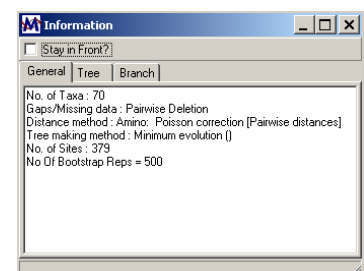 Information
Stay in Front?
General Tree Branch
No. of Taxa : 70
Gaps/Missing data : Pairwise Deletion
Distance method : Amino: Poisson correction [Pairwise distances]
Tree making method : Minimum evolution ()
No. of Sites : 379
No Of Bootstrap Reps = 500